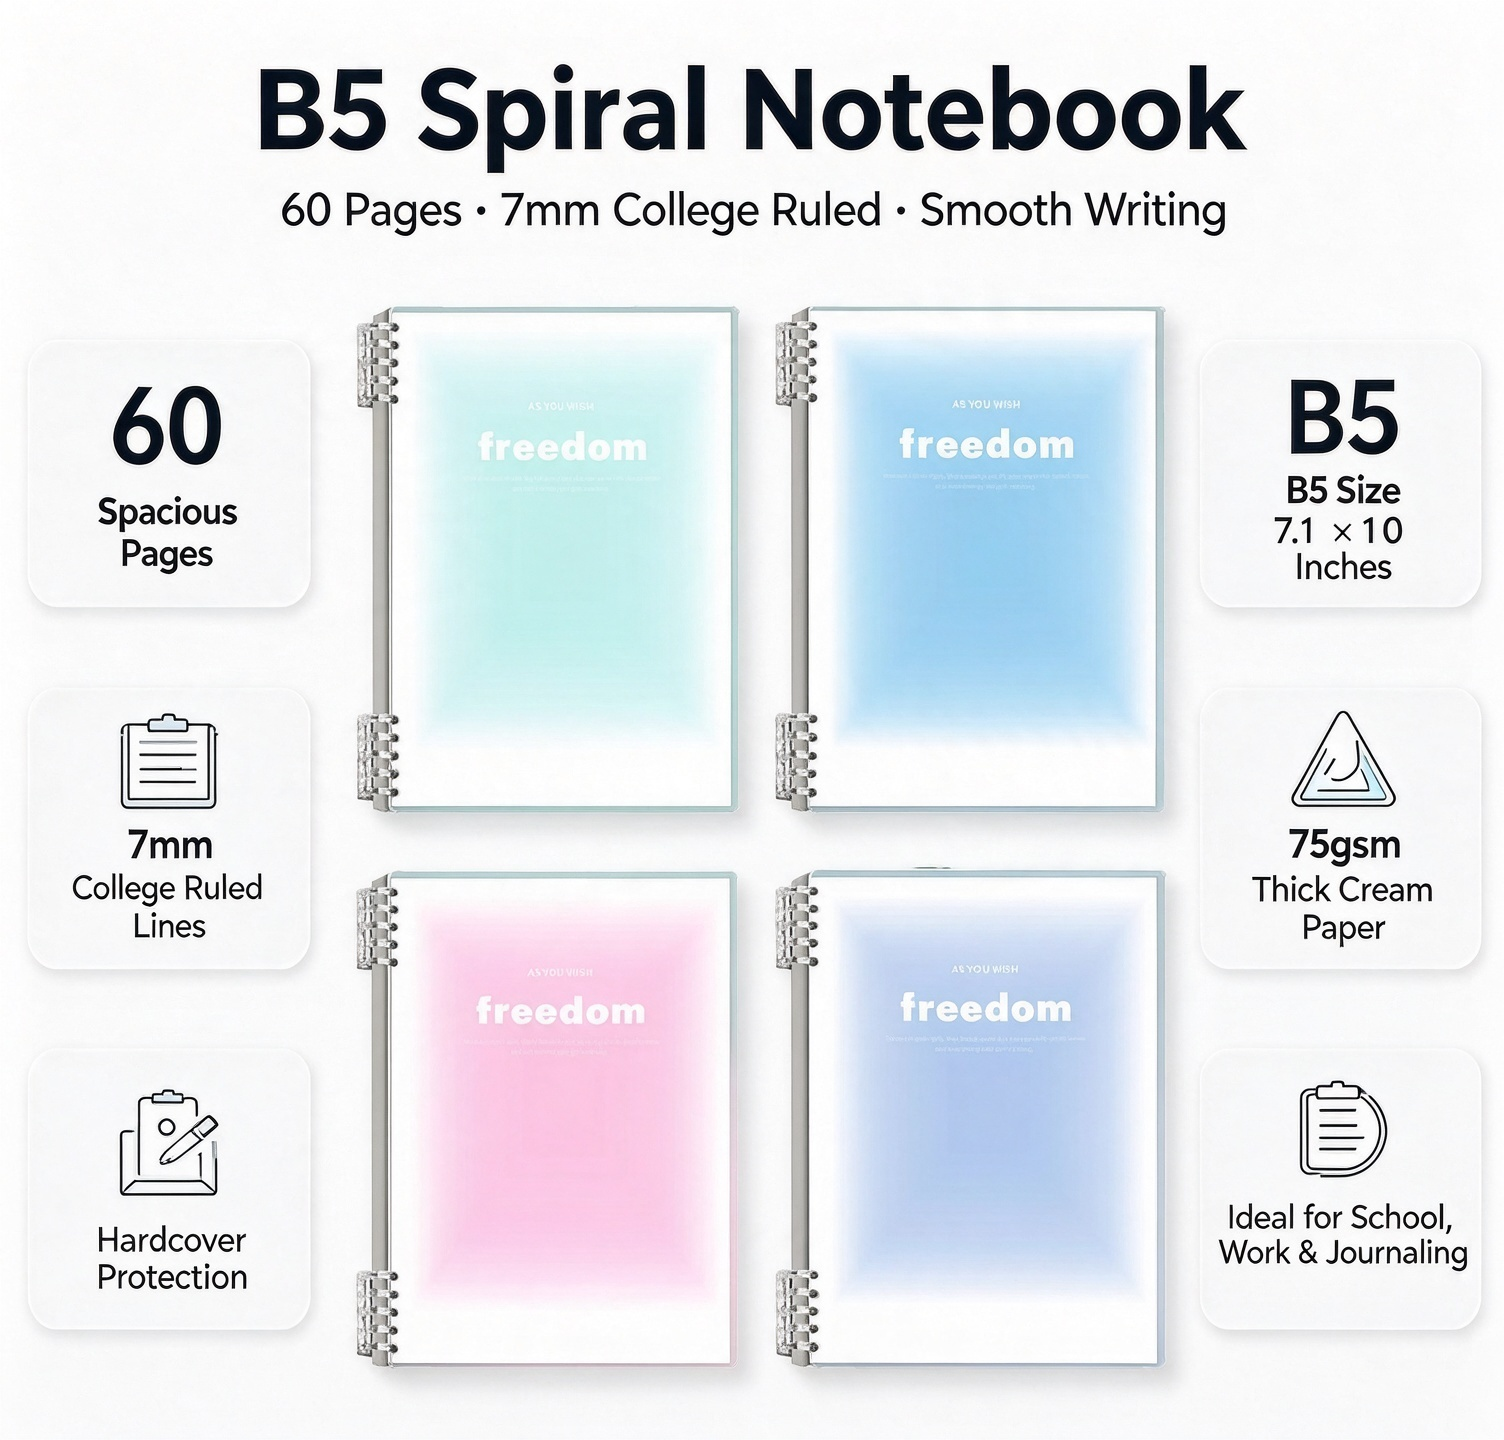 B5 Spiral Notebook
60 Pages • 7mm College Ruled • Smooth Writing
60
Spacious
Pages
7mm
College Ruled
Lines
Hardcover
Protection
AS YOU WISH
freedom
AS YOU WISH
freedom
AS YOU WISH
freedom
AS YOU WISH
freedom
B5
B5 Size
7.1 × 10
Inches
75gsm
Thick Cream
Paper
Ideal for School,
Work & Journaling